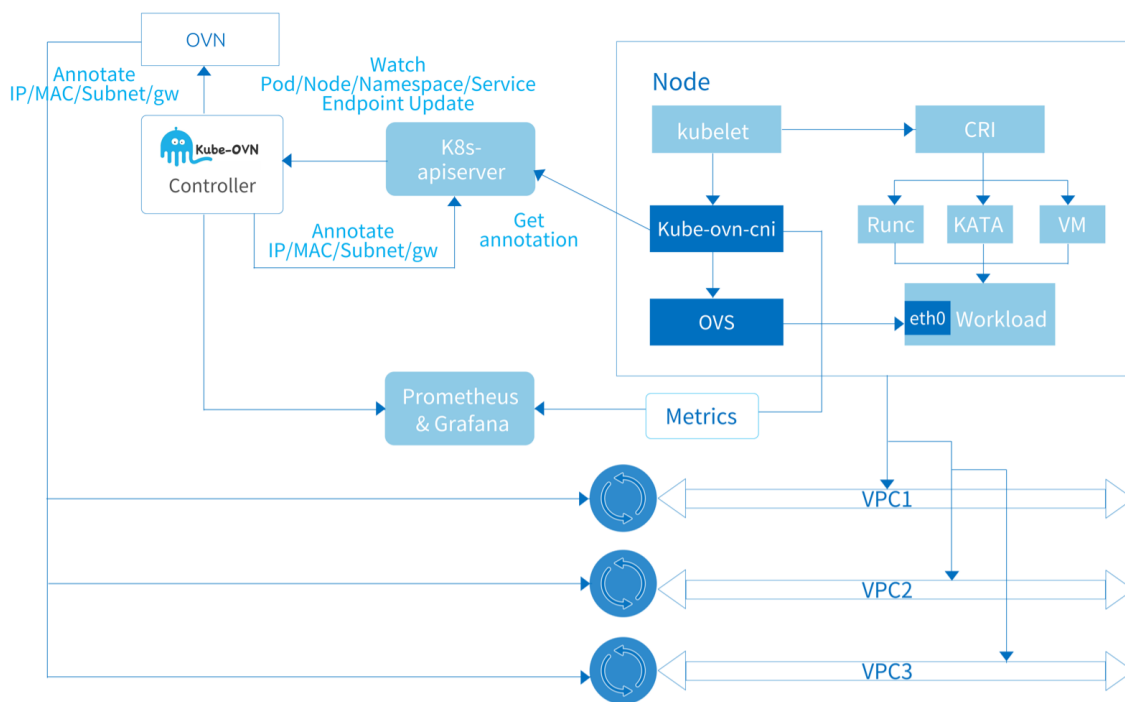 OVN
Annotate
IP/MAC/Subnet/gw
Watch
Pod/Node/Namespace/Service
Endpoint Update
Kube-OVN
Controller
K8s-
apiserver
Annotate
IP/MAC/Subnet/gw
Get
annotation
Node
kubelet
CRI
Kube-ovn-cni
Runc
KATA
VM
OVS
eth0
Workload
Prometheus
& Grafana
Metrics
VPC1
VPC2
VPC3